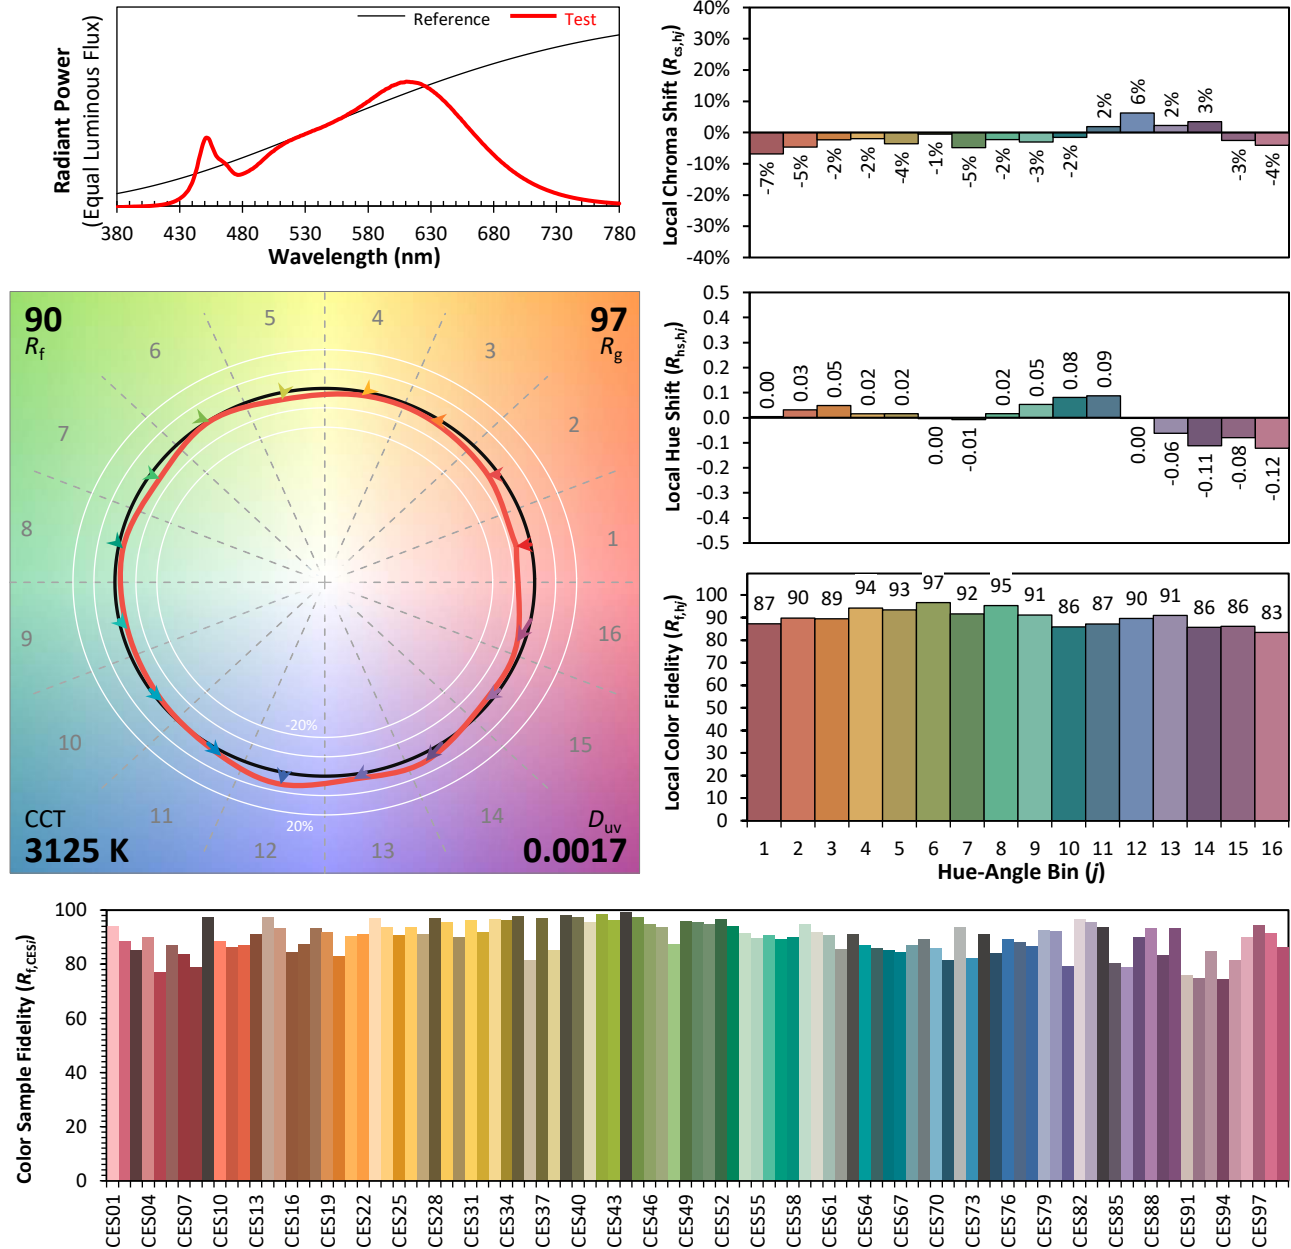 Radiant Power
(Equal Luminous Flux)
Reference
Test
380 430 480 530 580 630 680 730 780
Wavelength (nm)
Local Chroma Shift (Rcs,hj)
40%
30%
20%
10%
0%
-10%
-20%
-30%
-40%
-7% -5% -2% -2% -4% -1% -5% -2% -3% -2% 2% 6% 2% 3% -3% -4%
90
Rf
97
Rg
5 4
6 3
7 2
8 1
9 16
10 15
11 14
12 13
-20%
20%
CCT
3125 K
Duv
0.0017
Local Hue Shift (Rhs,hj)
0.5
0.4
0.3
0.2
0.1
0.0
-0.1
-0.2
-0.3
-0.4
-0.5
0.00 0.03 0.05 0.02 0.02 0.00 -0.01 0.02 0.05 0.08 0.09 0.00 -0.06 -0.11 -0.08 -0.12
Local Color Fidelity (Rf,hj)
100
90
80
70
60
50
40
30
20
10
0
87 90 89 94 93 97 92 95 91 86 87 90 91 86 86 83
1 2 3 4 5 6 7 8 9 10 11 12 13 14 15 16
Hue-Angle Bin (j)
Color Sample Fidelity (Rf,CESi)
100
80
60
40
20
0
CES01 CES04 CES07 CES10 CES13 CES16 CES19 CES22 CES25 CES28 CES31 CES34 CES37 CES40 CES43 CES46 CES49 CES52 CES55 CES58 CES61 CES64 CES67 CES70 CES73 CES76 CES79 CES82 CES85 CES88 CES91 CES94 CES97